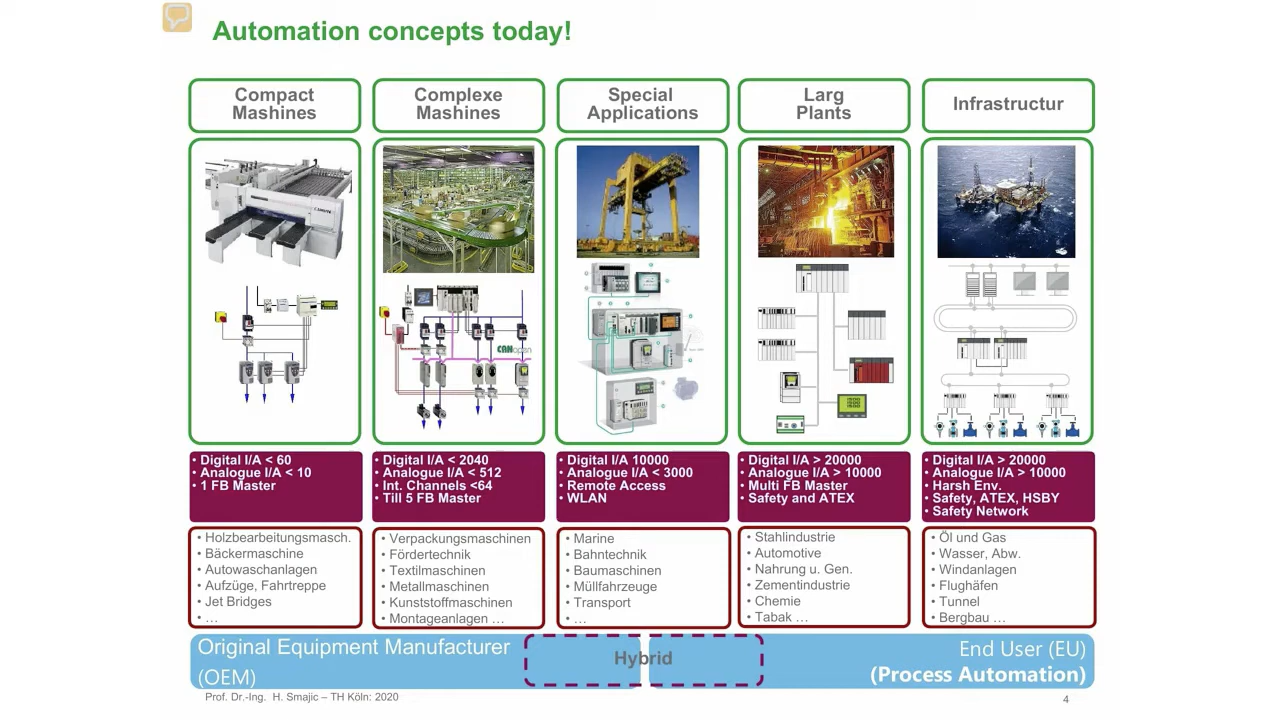 Automation concepts today!
Compact
Mashines
Complexe
Mashines
Special
Applications
Larg
Plants
Infrastructur
CANopen
• Digital I/A < 60
• Analogue I/A < 10
• 1 FB Master
• Digital I/A < 2040
• Analogue I/A < 512
• Int. Channels <64
• Till 5 FB Master
• Digital I/A 10000
• Analogue I/A < 3000
• Remote Access
• WLAN
• Digital I/A > 20000
• Analogue I/A > 10000
• Multi FB Master
• Safety and ATEX
• Digital I/A > 20000
• Analogue I/A > 10000
• Harsh Env.
• Safety, ATEX, HSBY
• Safety Network
• Holzbearbeitungsmasch.
• Bäckermaschine
• Autowaschanlagen
• Aufzüge, Fahrtreppe
• Jet Bridges
• …
• Verpackungsmaschinen
• Fördertechnik
• Textilmaschinen
• Metallmaschinen
• Kunststoffmaschinen
• Montageanlagen …
• Marine
• Bahntechnik
• Baumaschinen
• Müllfahrzeuge
• Transport
• …
• Stahlindustrie
• Automotive
• Nahrung u. Gen.
• Zementindustrie
• Chemie
• Tabak …
• Öl und Gas
• Wasser, Abw.
• Windanlagen
• Flughäfen
• Tunnel
• Bergbau …
Original Equipment Manufacturer
(OEM)
Hybrid
End User (EU)
(Process Automation)
Prof. Dr.-Ing. H. Smajic – TH Köln: 2020
4